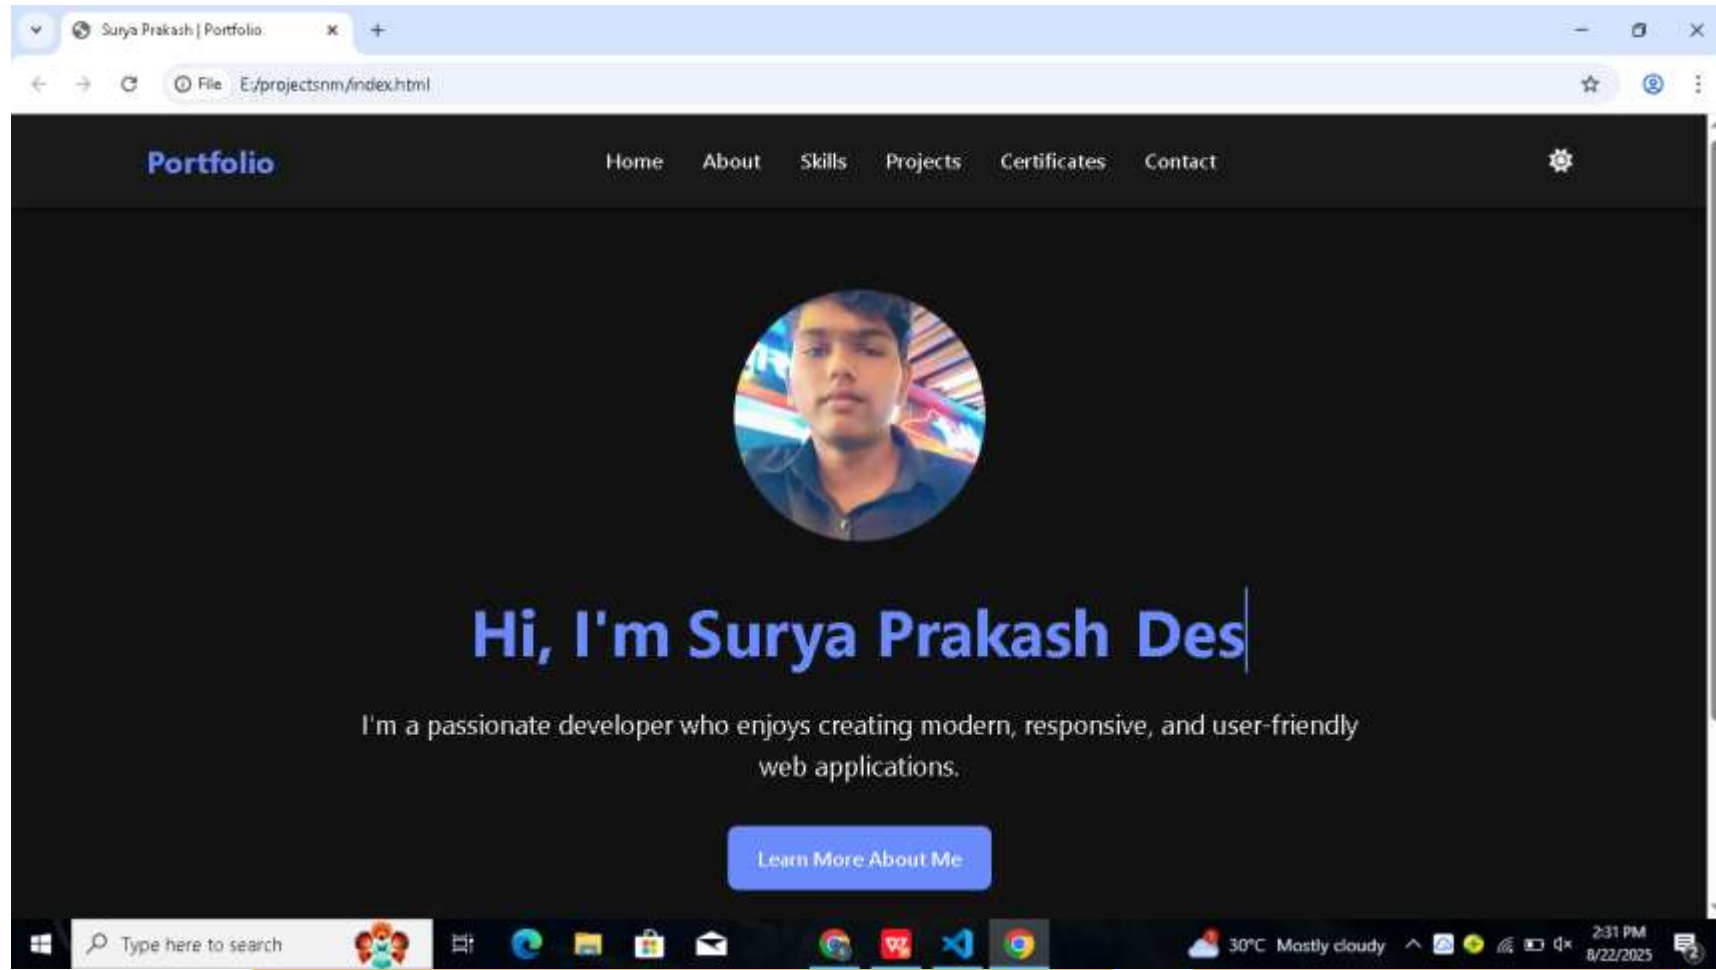 Surya Prakash | Portfolio
File E:/projectsnm/index.html
Portfolio Home About Skills Projects Certificates Contact
Hi, I'm Surya Prakash Des
I'm a passionate developer who enjoys creating modern, responsive, and user-friendly
web applications.
Learn More About Me
Type here to search
30°C Mostly cloudy
2:31 PM
8/22/2025
2